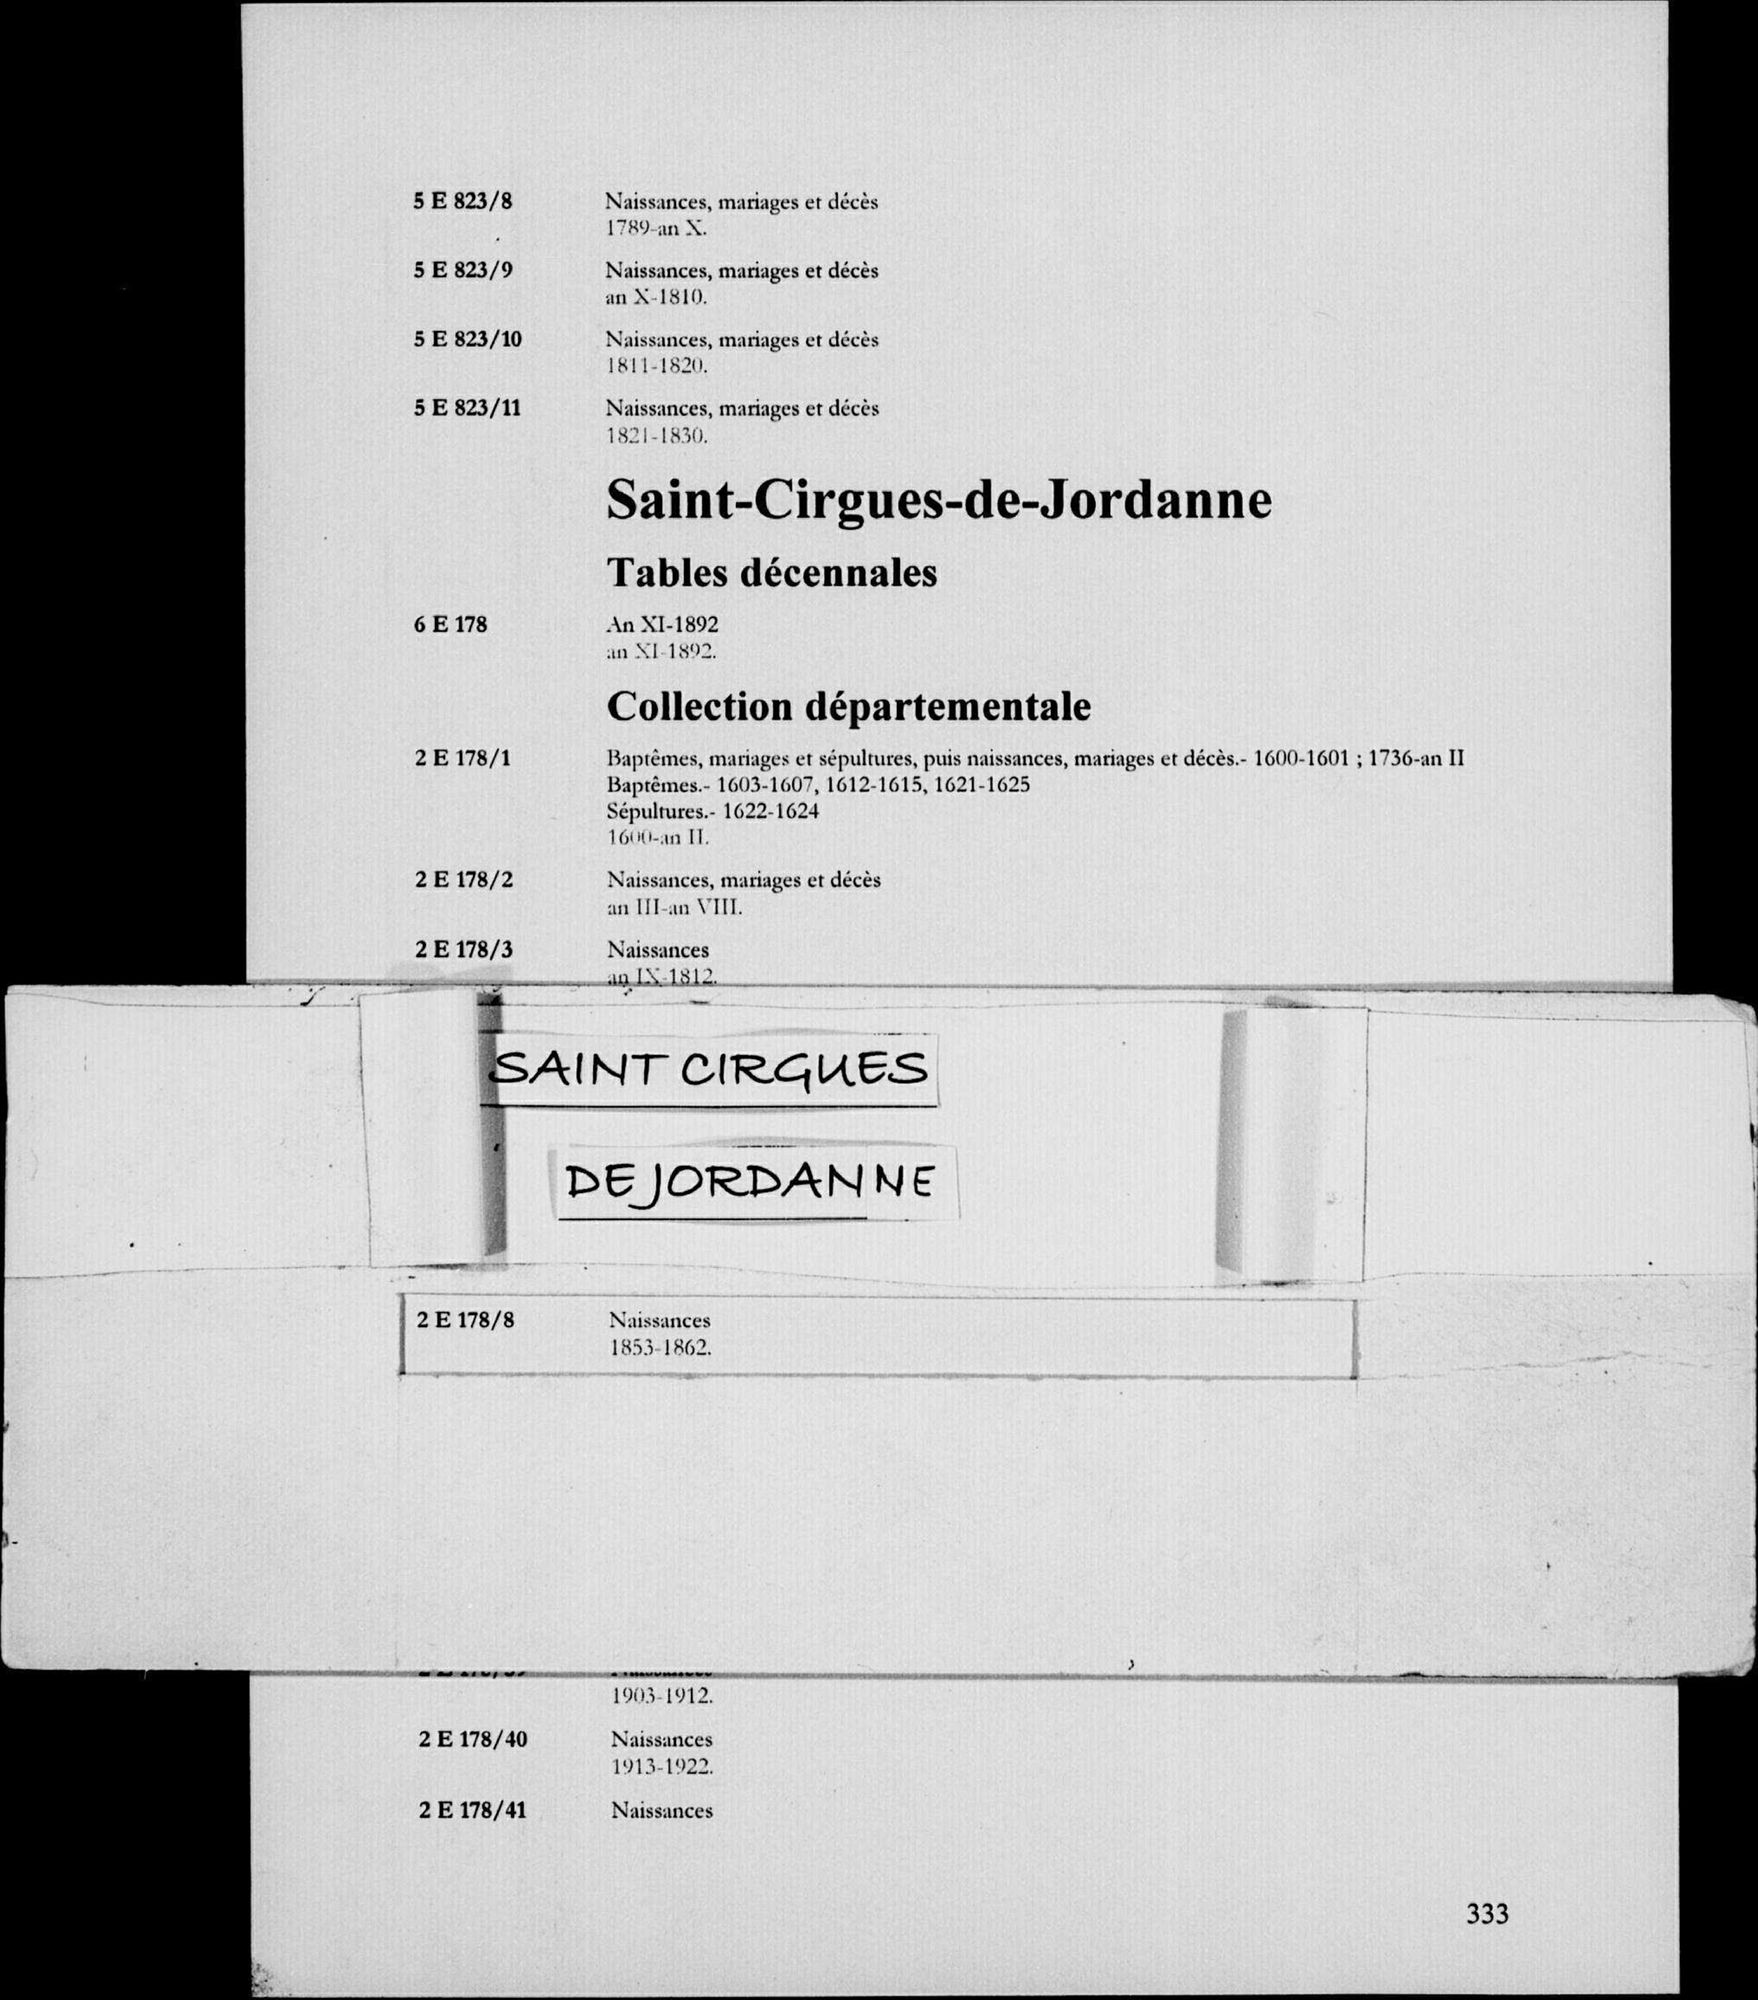 5 E 823/8 Naissances, mariages et décès
1789-an X.
5 E 823/9 Naissances, mariages et décès
an X-1810.
5 E 823/10 Naissances, mariages et décès
1811-1820.
5 E 823/11 Naissances, mariages et décès
1821-1830.
Saint-Cirgues-de-Jordanne
Tables décennales
6 E 178 An XI-1892
an XI-1892.
Collection départementale
2 E 178/1 Baptêmes, mariages et sépultures, puis naissances, mariages et décès.- 1600-1601 ; 1736-an II
Baptêmes.- 1603-1607, 1612-1615, 1621-1625
Sépultures.- 1622-1624
1600-an II.
2 E 178/2 Naissances, mariages et décès
an III-an VIII.
2 E 178/3 Naissances
an IX-1812.
SAINT CIRGUES
DE JORDANNE
2 E 178/8 Naissances
1853-1862.
1903-1912.
2 E 178/40 Naissances
1913-1922.
2 E 178/41 Naissances
333